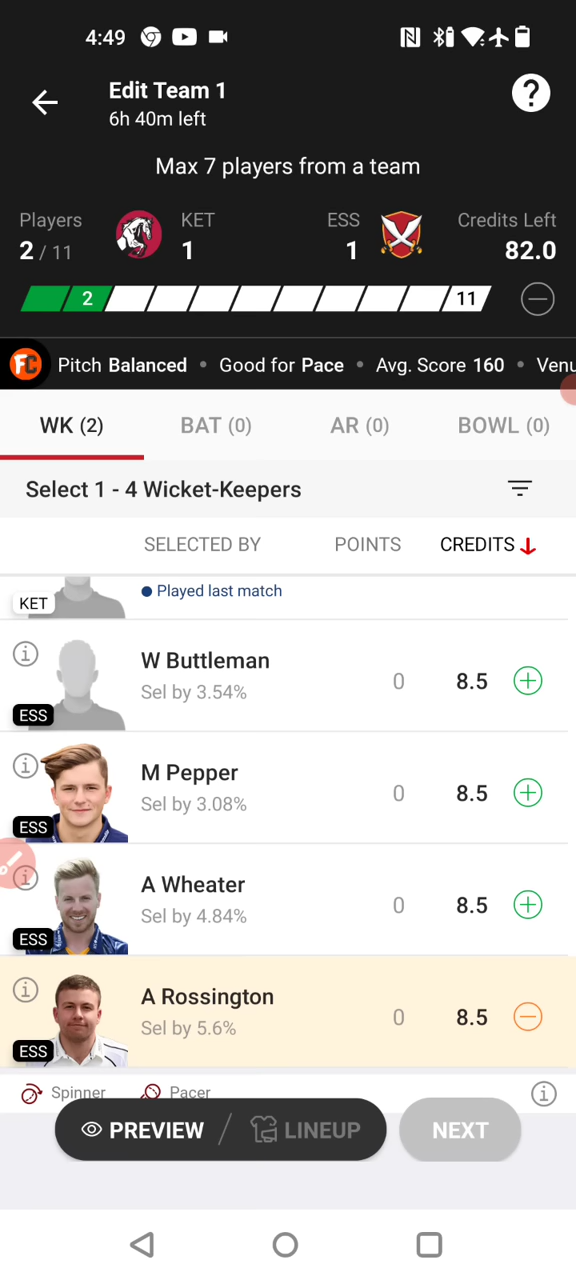 4:49
Edit Team 1
6h 40m left
?
Max 7 players from a team
Players KET ESS Credits Left
2 / 11 1 1 82.0
2 11
FC Pitch Balanced • Good for Pace • Avg. Score 160 • Venu
WK (2) BAT (0) AR (0) BOWL (0)
Select 1 - 4 Wicket-Keepers
SELECTED BY POINTS CREDITS
KET Played last match
W Buttleman
Sel by 3.54% 0 8.5
ESS
M Pepper
Sel by 3.08% 0 8.5
ESS
A Wheater
Sel by 4.84% 0 8.5
ESS
A Rossington
Sel by 5.6% 0 8.5
ESS
Spinner Pacer
PREVIEW / LINEUP NEXT